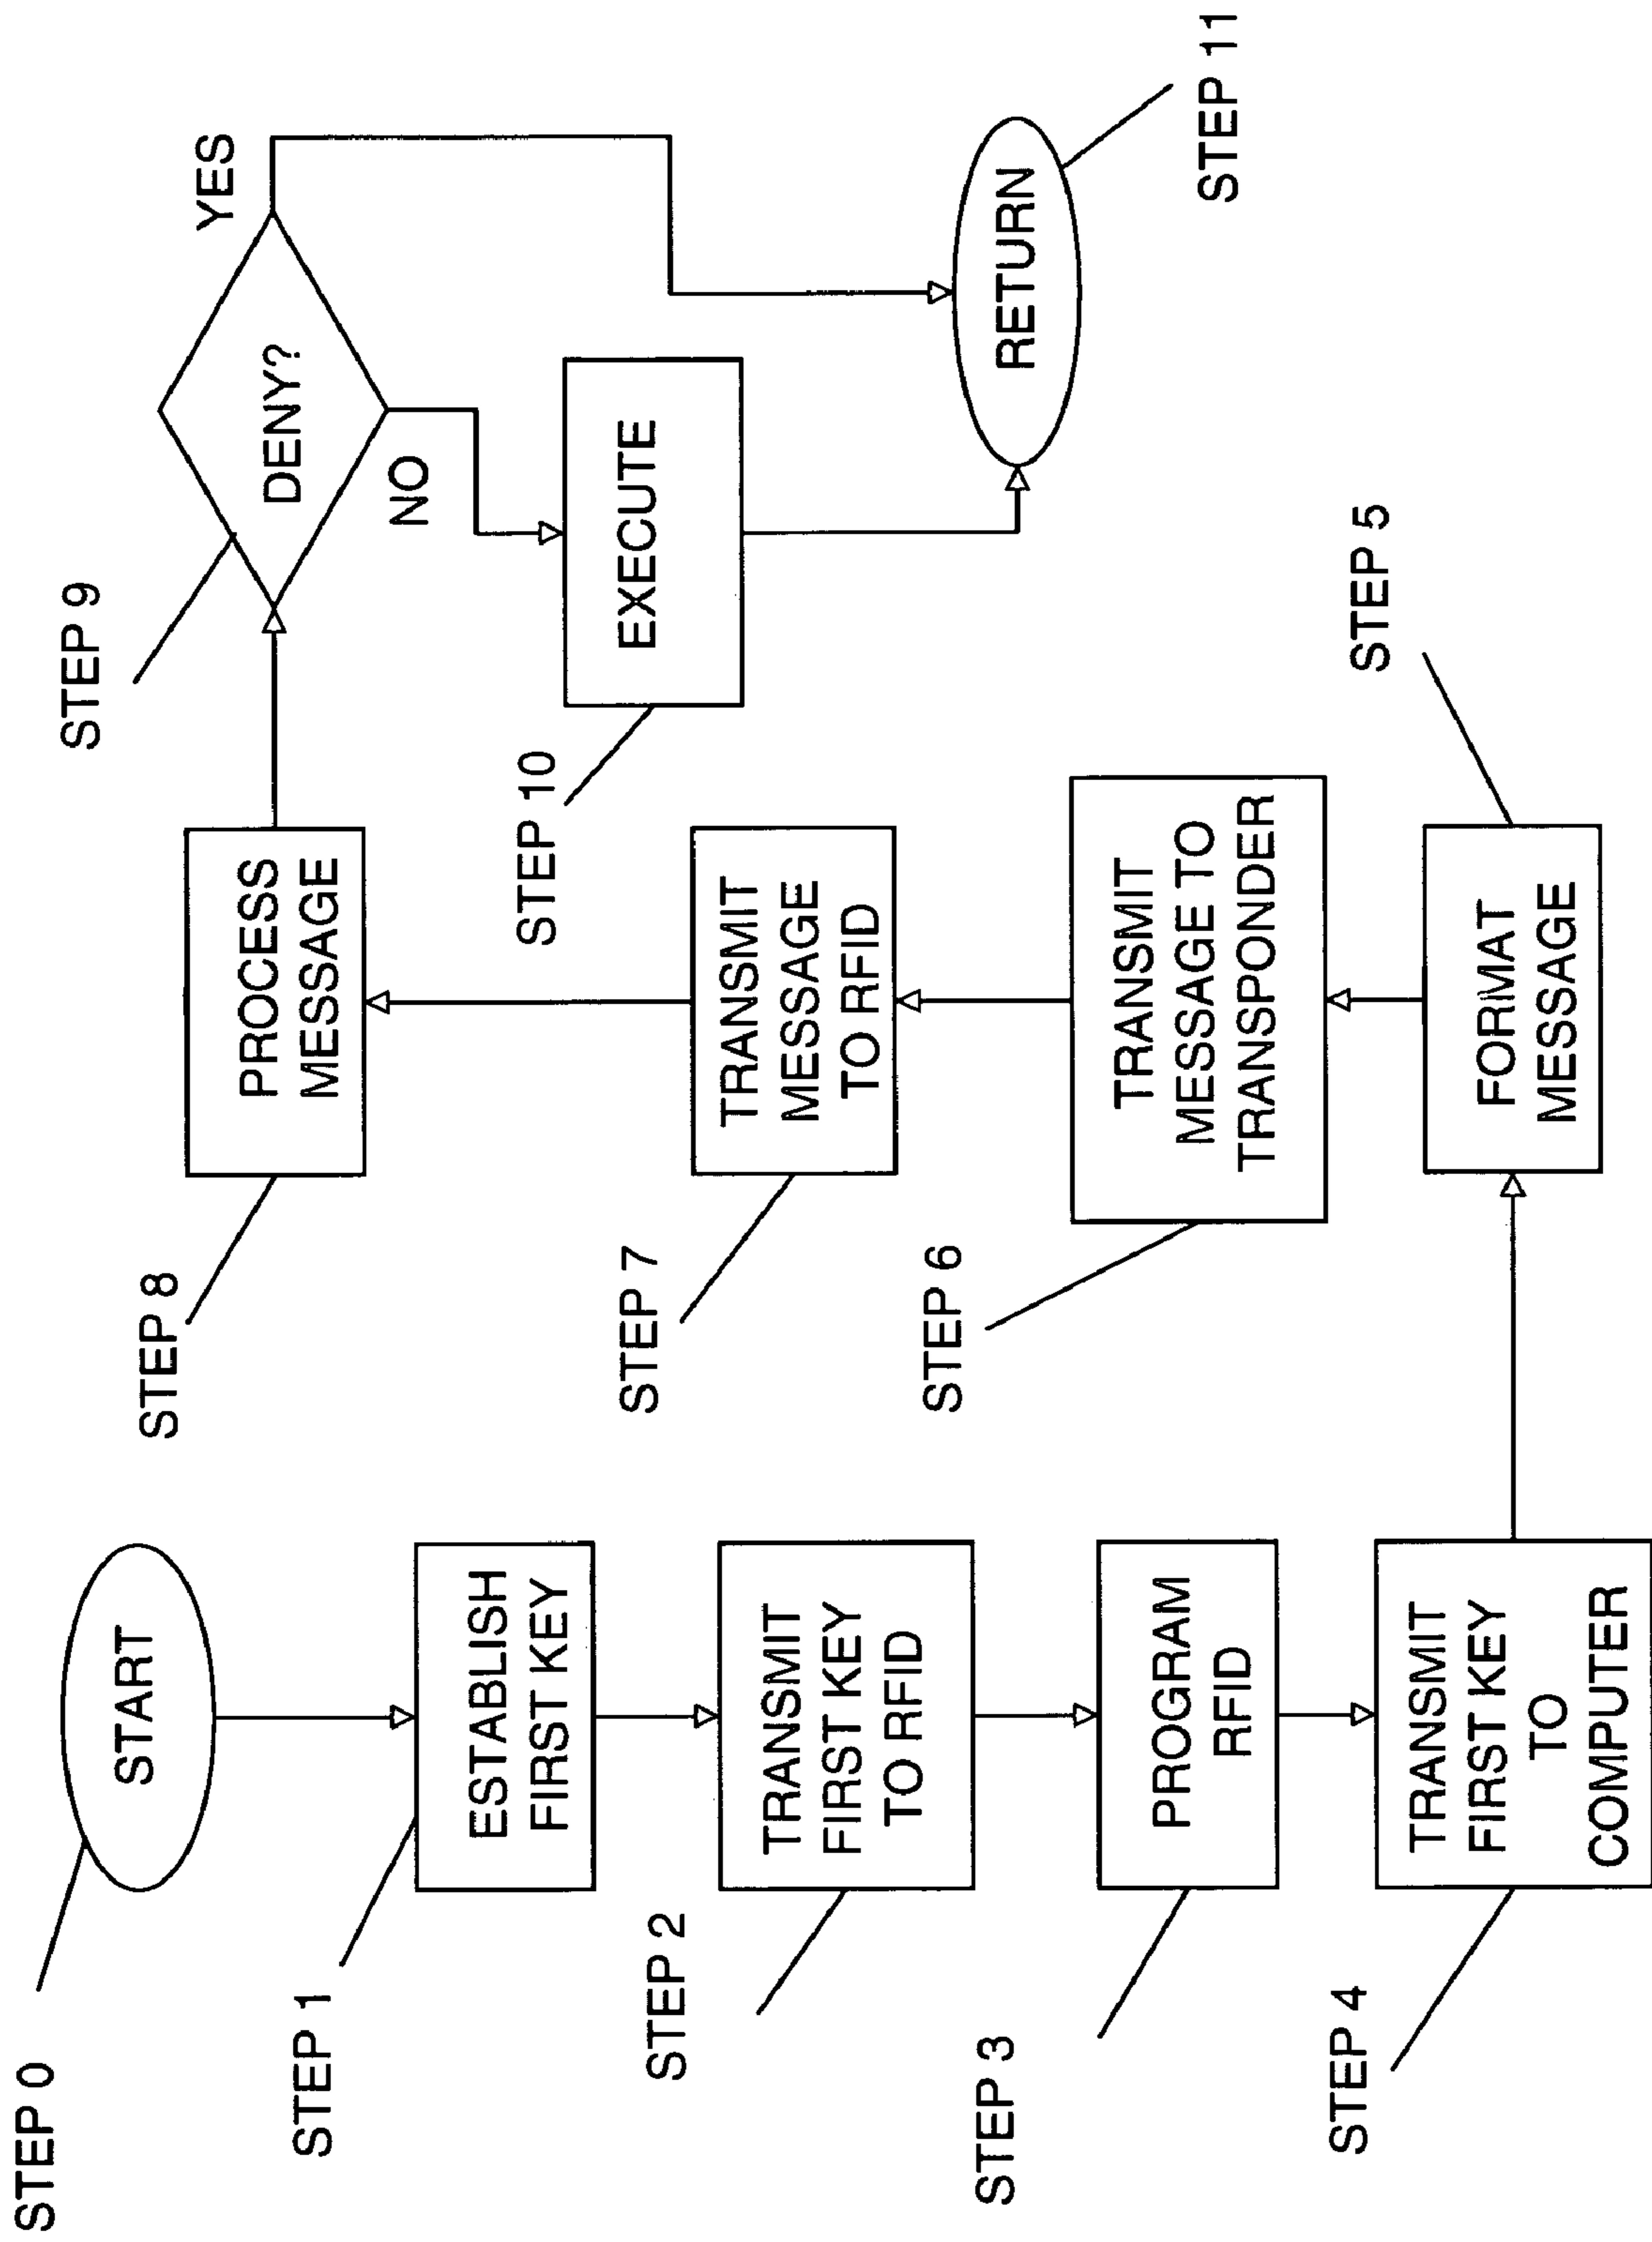 STEP 0
START
STEP 1
ESTABLISH
FIRST KEY
STEP 2
TRANSMIT
FIRST KEY
TO RFID
STEP 3
PROGRAM
RFID
STEP 4
TRANSMIT
FIRST KEY
TO
COMPUTER
STEP 5
FORMAT
MESSAGE
STEP 6
TRANSMIT
MESSAGE TO
TRANSPONDER
STEP 7
TRANSMIT
MESSAGE
TO RFID
STEP 8
PROCESS
MESSAGE
STEP 9
DENY?
YES
NO
STEP 10
EXECUTE
RETURN
STEP 11